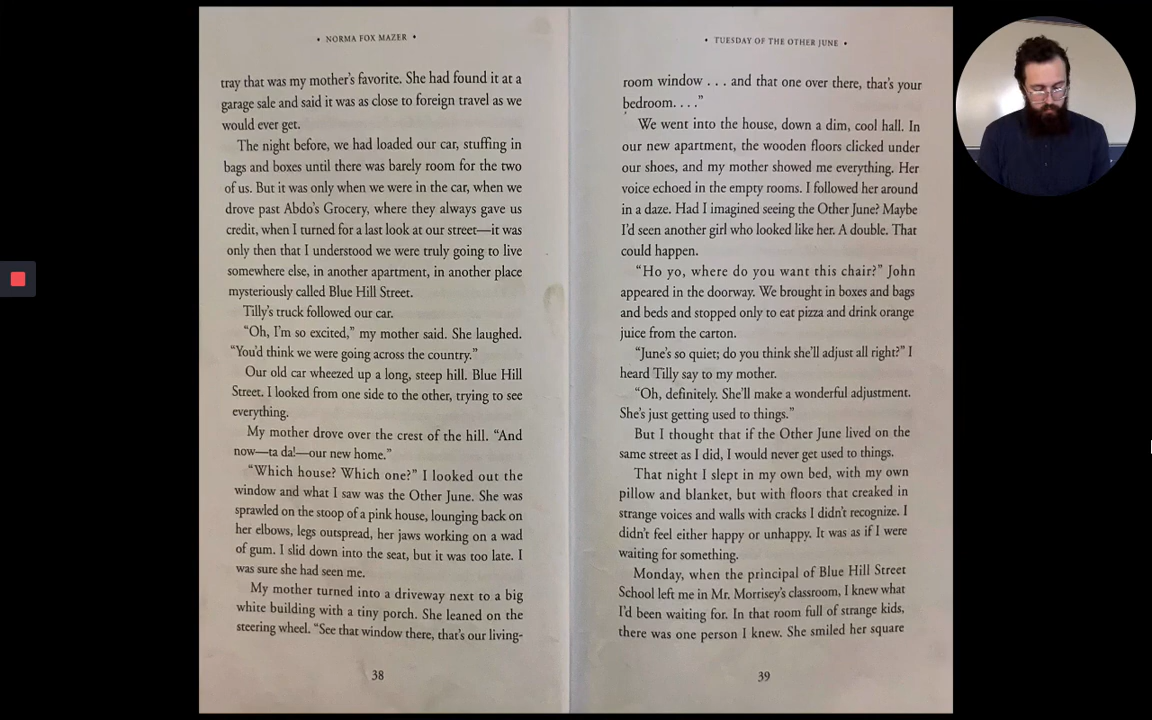 • NORMA FOX MAZER •
tray that was my mother's favorite. She had found it at a
garage sale and said it was as close to foreign travel as we
would ever get.
The night before, we had loaded our car, stuffing in
bags and boxes until there was barely room for the two
of us. But it was only when we were in the car, when we
drove past Abdo's Grocery, where they always gave us
credit, when I turned for a last look at our street—it was
only then that I understood we were truly going to live
somewhere else, in another apartment, in another place
mysteriously called Blue Hill Street.
Tilly's truck followed our car.
"Oh, I'm so excited," my mother said. She laughed.
"You'd think we were going across the country."
Our old car wheezed up a long, steep hill. Blue Hill
Street. I looked from one side to the other, trying to see
everything.
My mother drove over the crest of the hill. "And
now—ta da!—our new home."
"Which house? Which one?" I looked out the
window and what I saw was the Other June. She was
sprawled on the stoop of a pink house, lounging back on
her elbows, legs outspread, her jaws working on a wad
of gum. I slid down into the seat, but it was too late. I
was sure she had seen me.
My mother turned into a driveway next to a big
white building with a tiny porch. She leaned on the
steering wheel. "See that window there, that's our living-
38
• TUESDAY OF THE OTHER JUNE •
room window . . . and that one over there, that's your
bedroom. . . ."
We went into the house, down a dim, cool hall. In
our new apartment, the wooden floors clicked under
our shoes, and my mother showed me everything. Her
voice echoed in the empty rooms. I followed her around
in a daze. Had I imagined seeing the Other June? Maybe
I'd seen another girl who looked like her. A double. That
could happen.
"Ho yo, where do you want this chair?" John
appeared in the doorway. We brought in boxes and bags
and beds and stopped only to eat pizza and drink orange
juice from the carton.
"June's so quiet; do you think she'll adjust all right?" I
heard Tilly say to my mother.
"Oh, definitely. She'll make a wonderful adjustment.
She's just getting used to things."
But I thought that if the Other June lived on the
same street as I did, I would never get used to things.
That night I slept in my own bed, with my own
pillow and blanket, but with floors that creaked in
strange voices and walls with cracks I didn't recognize. I
didn't feel either happy or unhappy. It was as if I were
waiting for something.
Monday, when the principal of Blue Hill Street
School left me in Mr. Morrisey's classroom, I knew what
I'd been waiting for. In that room full of strange kids,
there was one person I knew. She smiled her square
39